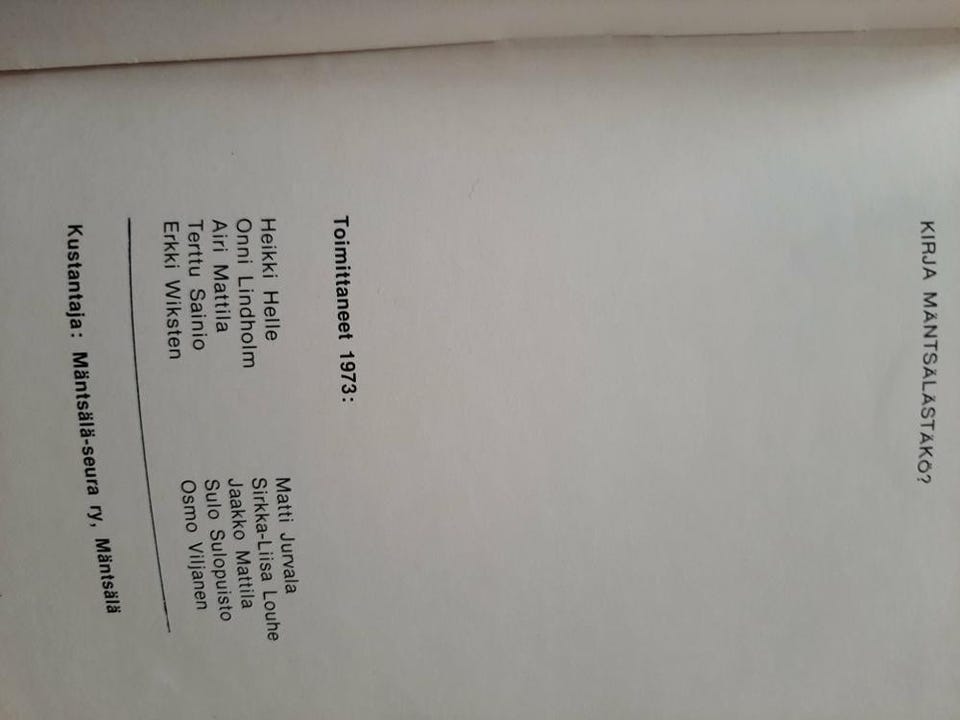 KIRJA MÄNTSÄLÄSTÄKÖ?
Toimittaneet 1973:
Heikki Helle
Onni Lindholm
Airi Mattila
Terttu Sainio
Erkki Wiksten
Matti Jurvala
Sirkka-Liisa Louhe
Jaakko Mattila
Sulo Sulopuisto
Osmo Viljanen
Kustantaja: Mäntsälä-seura ry, Mäntsälä